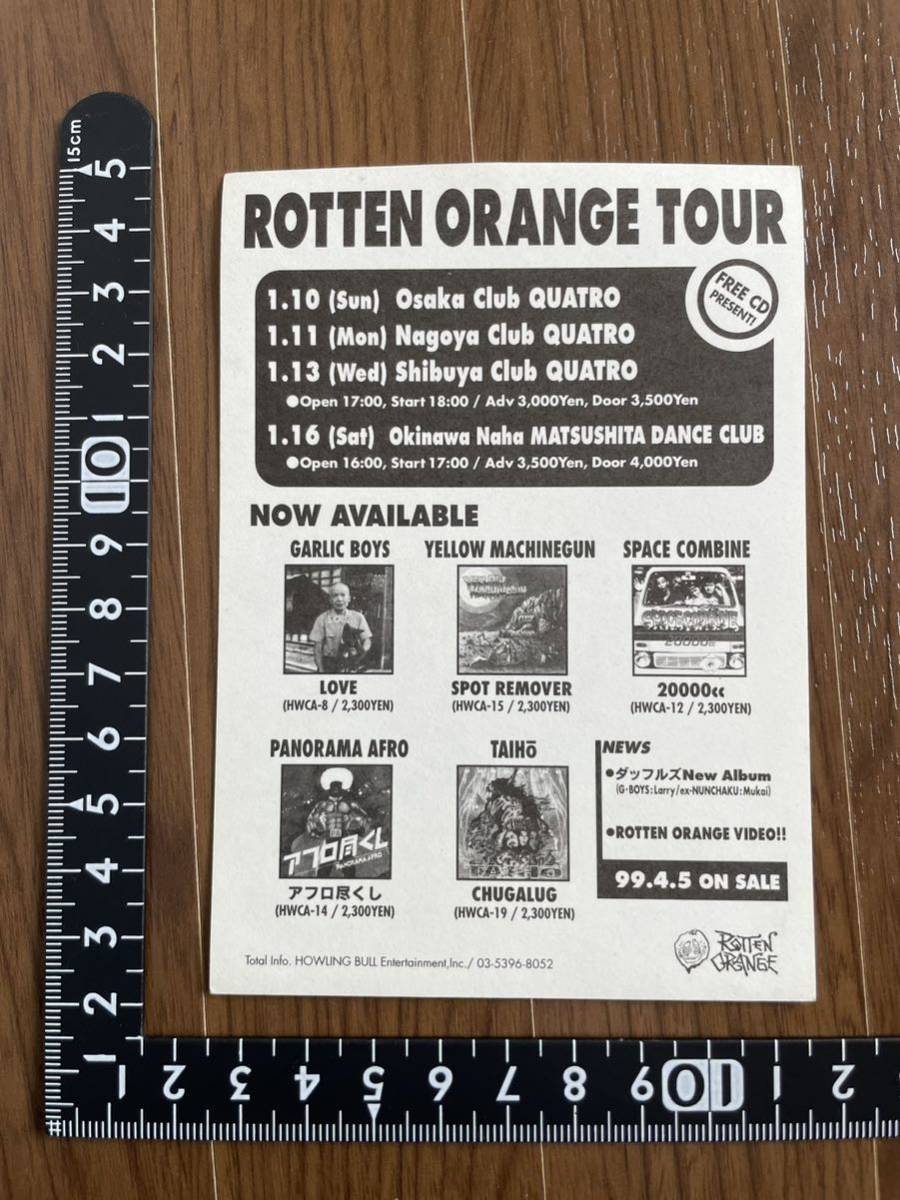 ROTTEN ORANGE TOUR
FREE CD
PRESENT!
1.10 (Sun) Osaka Club QUATRO
1.11 (Mon) Nagoya Club QUATRO
1.13 (Wed) Shibuya Club QUATRO
●Open 17:00, Start 18:00 / Adv 3,000Yen, Door 3,500Yen
1.16 (Sat) Okinawa Naha MATSUSHITA DANCE CLUB
●Open 16:00, Start 17:00 / Adv 3,500Yen, Door 4,000Yen
NOW AVAILABLE
GARLIC BOYS
LOVE
(HWCA-8 / 2,300YEN)
YELLOW MACHINEGUN
SPOT REMOVER
(HWCA-15 / 2,300YEN)
SPACE COMBINE
20000cc
20000cc
(HWCA-12 / 2,300YEN)
PANORAMA AFRO
アフロ尽くし
PANORAMA AFRO
アフロ尽くし
(HWCA-14 / 2,300YEN)
TAIHō
CHUGALUG
(HWCA-19 / 2,300YEN)
NEWS
●ダッフルズNew Album
(G-BOYS:Larry/ex-NUNCHAKU:Mukai)
●ROTTEN ORANGE VIDEO!!
99.4.5 ON SALE
Total Info. HOWLING BULL Entertainment,Inc./ 03-5396-8052
ROTTEN
ORANGE
15cm
5
4
3
2
1
10
9
8
7
6
5
4
3
2
1
1 2 3 4 5 6 7 8 9 10 1 2